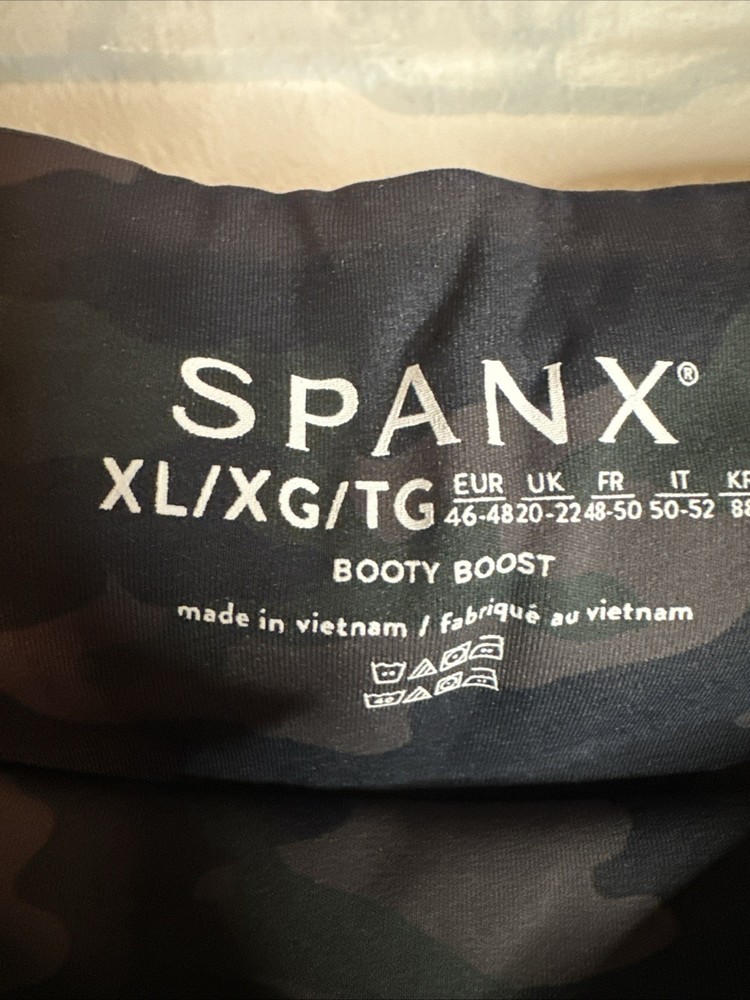 SPANX®
XL/XG/TG EUR 46-48 UK 20-22 FR 48-50 IT 50-52
BOOTY BOOST
made in vietnam / fabriqué au vietnam
40